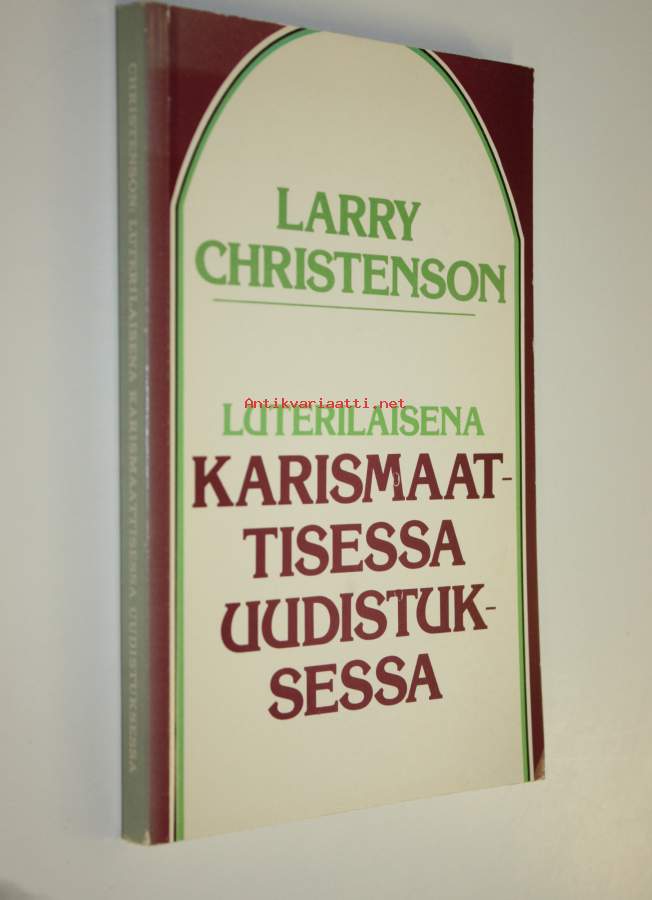 LARRY
CHRISTENSON
Antikvariaatti.net
LUTERILAISENA
KARISMAAT-
TISESSA
UUDISTUK-
SESSA
CHRISTENSON: LUTERILAISENA KARISMAATTISESSA UUDISTUKSESSA